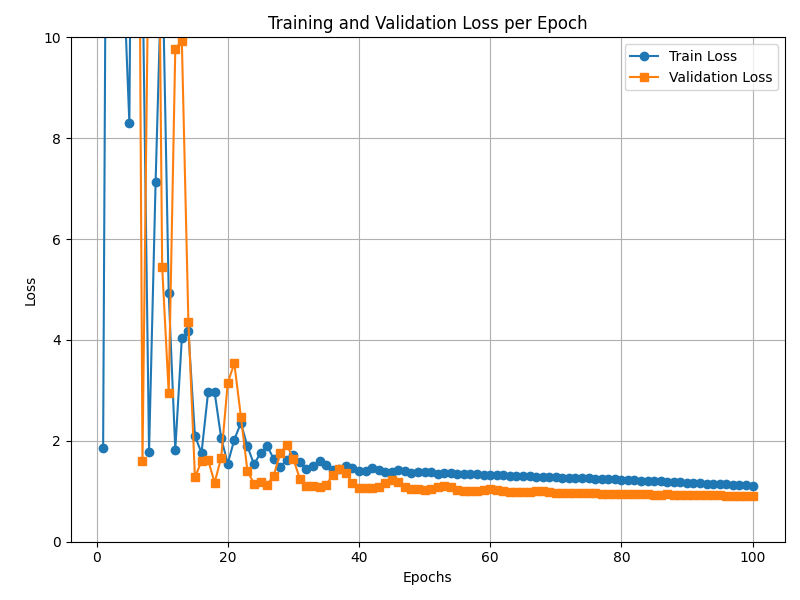 Training and Validation Loss per Epoch
Train Loss
Validation Loss
Loss
10
8
6
4
2
0
0 20 40 60 80 100
Epochs